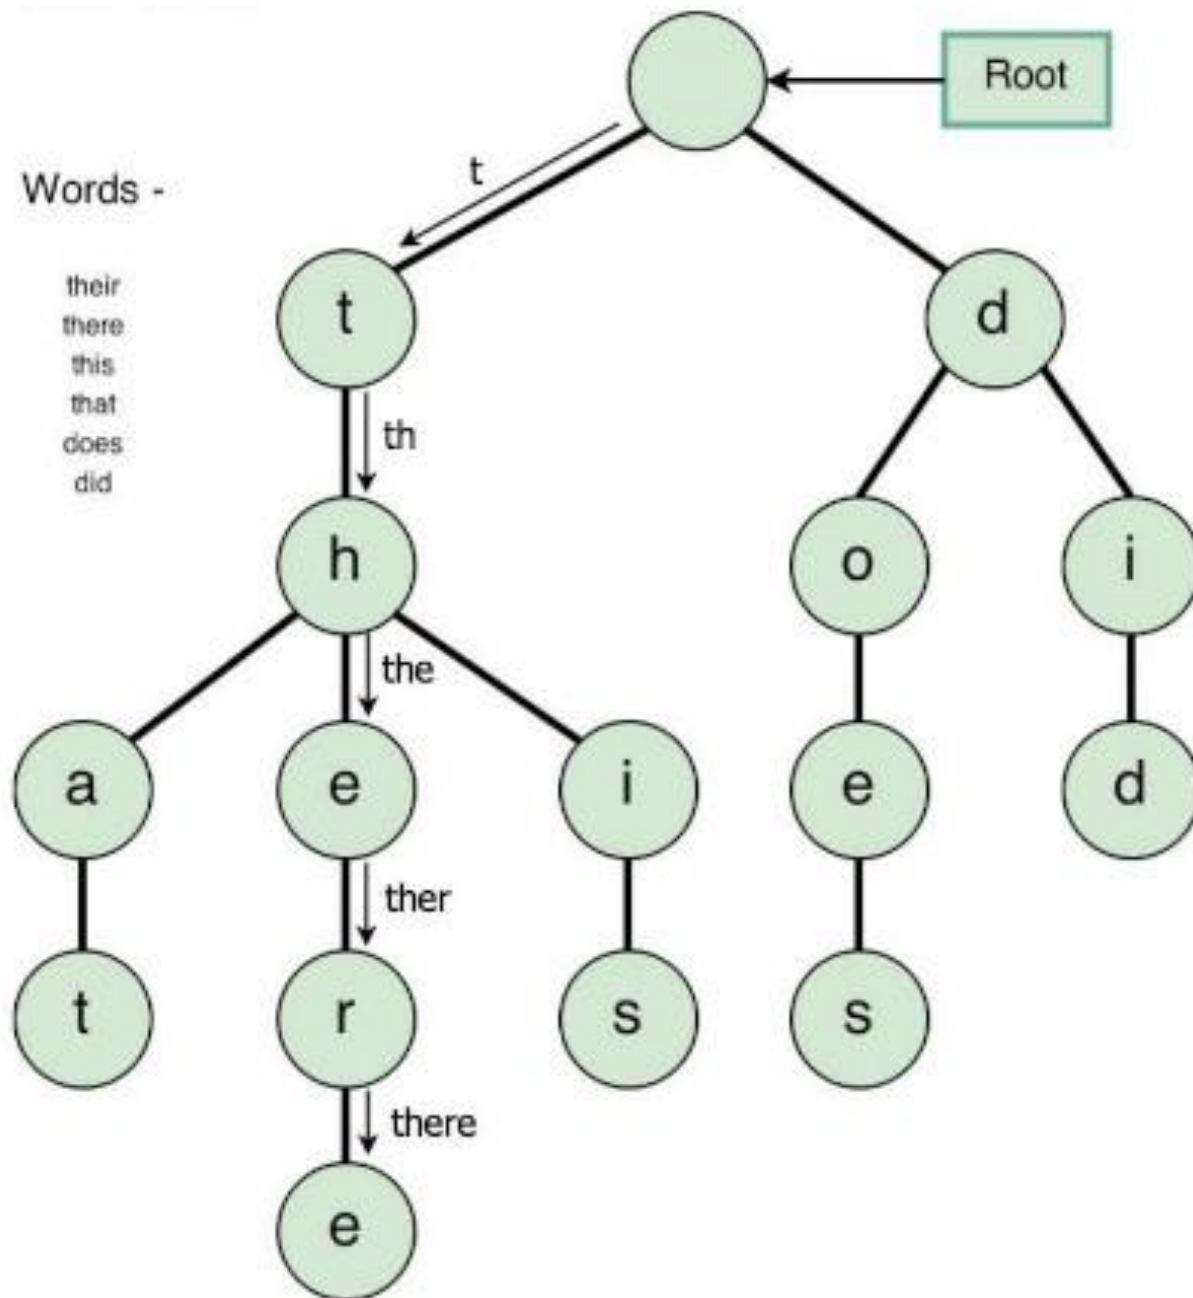 Root
t
Words -
t
d
their
there
this
that
does
did
th
h
o
i
the
a
e
i
e
d
ther
t
r
s
s
there
e